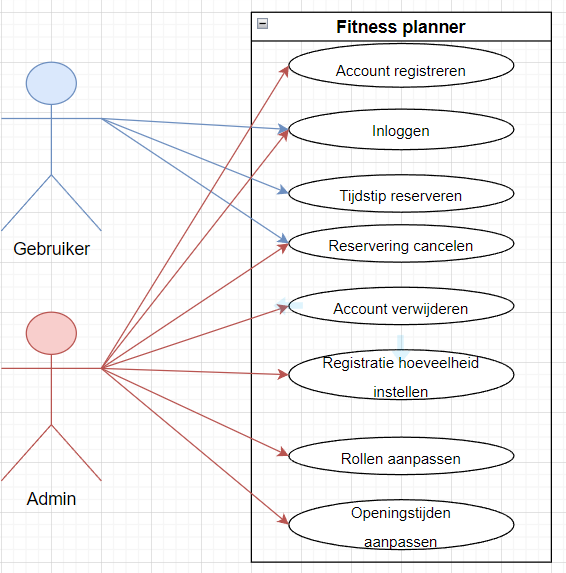 Fitness planner
Account registreren
Inloggen
Tijdstip reserveren
Gebruiker
Reservering cancelen
Account verwijderen
Registratie hoeveelheid
instellen
Rollen aanpassen
Admin
Openingstijden
aanpassen